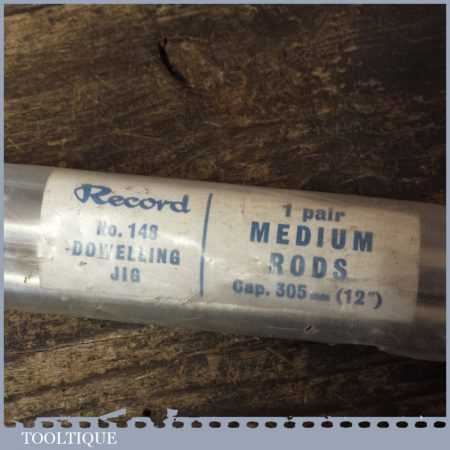 Record
No. 148
DOWELLING
JIG
1 pair
MEDIUM
RODS
Cap. 305 mm (12")
TOOLTIQUE